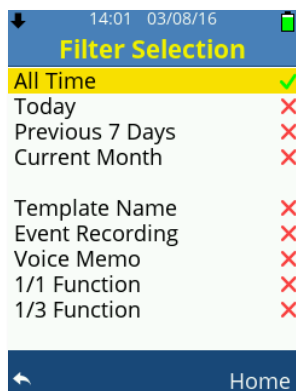 14:01 03/08/16
Filter Selection
All Time
Today
Previous 7 Days
Current Month
Template Name
Event Recording
Voice Memo
1/1 Function
1/3 Function
Home